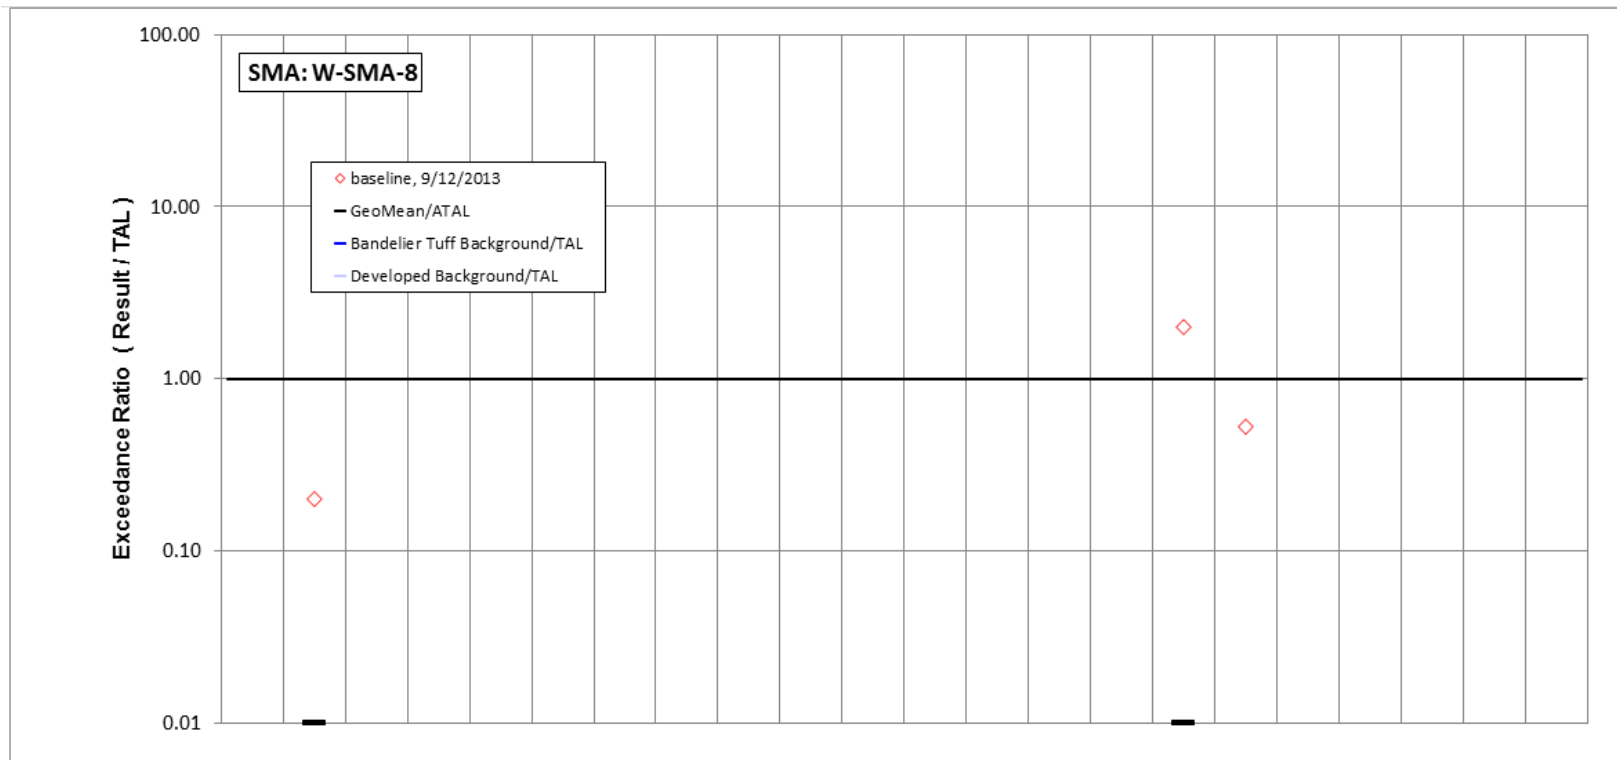 100.00
SMA: W-SMA-8
baseline, 9/12/2013
GeoMean/ATAL
Bandelier Tuff Background/TAL
Developed Background/TAL
10.00
1.00
0.10
0.01
Exceedance Ratio ( Result / TAL )